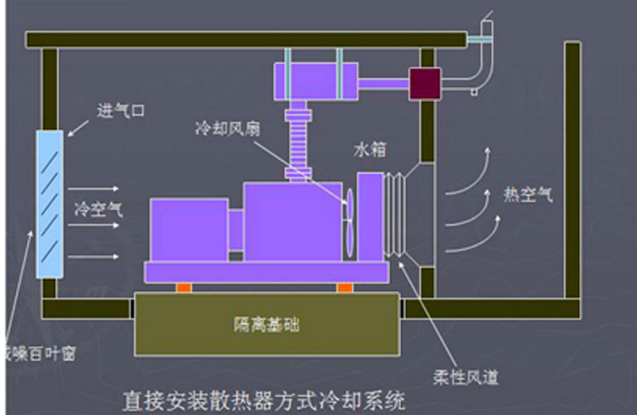 进气口
冷却风扇
水箱
冷空气
热空气
隔离基础
噪百叶窗
柔性风道
直接安装散热器方式冷却系统